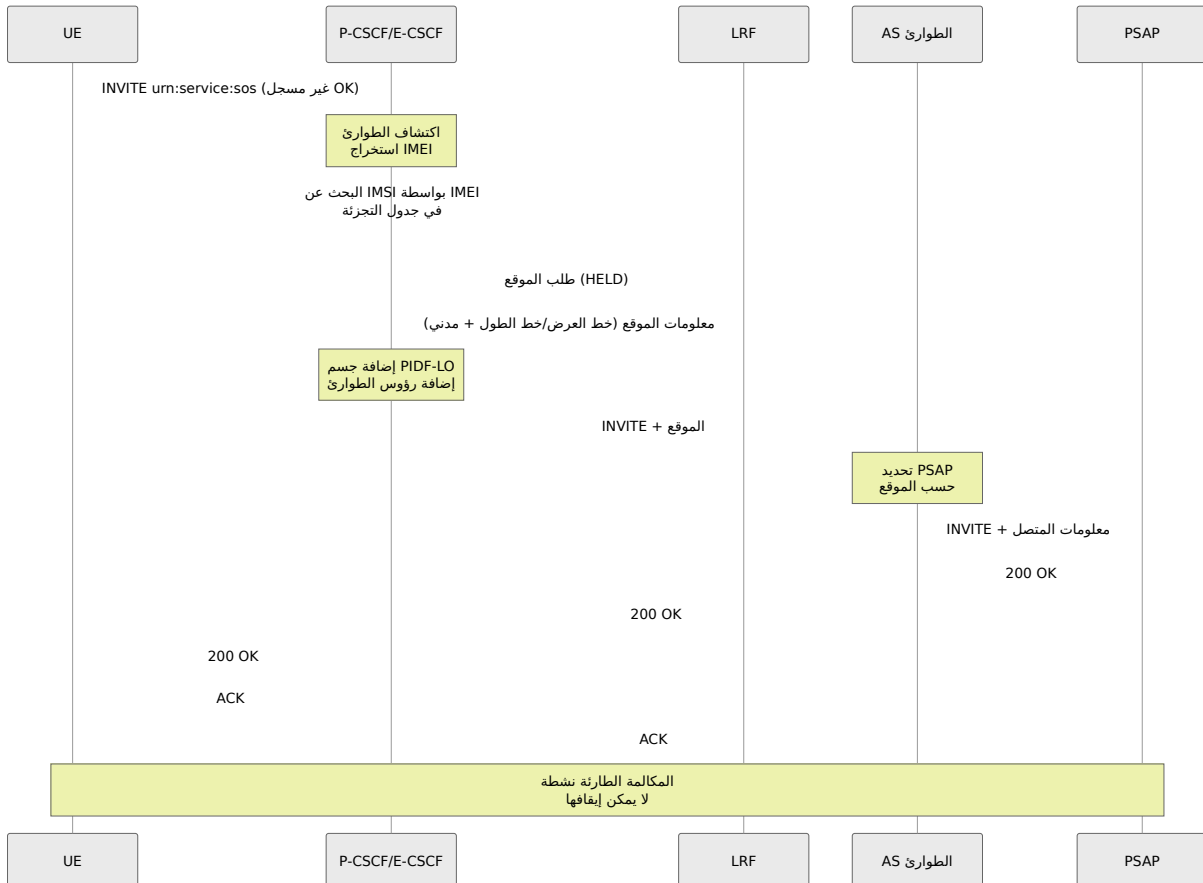 UE
P-CSCF/E-CSCF
LRF
AS الطوارئ
PSAP
INVITE urn:service:sos (غير مسجل OK)
اكتشاف الطوارئ
استخراج IMEI
البحث عن IMSI بواسطة IMEI
في جدول التجزئة
طلب الموقع (HELD)
معلومات الموقع (خط العرض/خط الطول + مدني)
إضافة جسم PIDF-LO
إضافة رؤوس الطوارئ
INVITE + الموقع
تحديد PSAP
حسب الموقع
INVITE + معلومات المتصل
200 OK
200 OK
200 OK
ACK
ACK
المكالمة الطارئة نشطة
لا يمكن إيقافها
UE
P-CSCF/E-CSCF
LRF
AS الطوارئ
PSAP